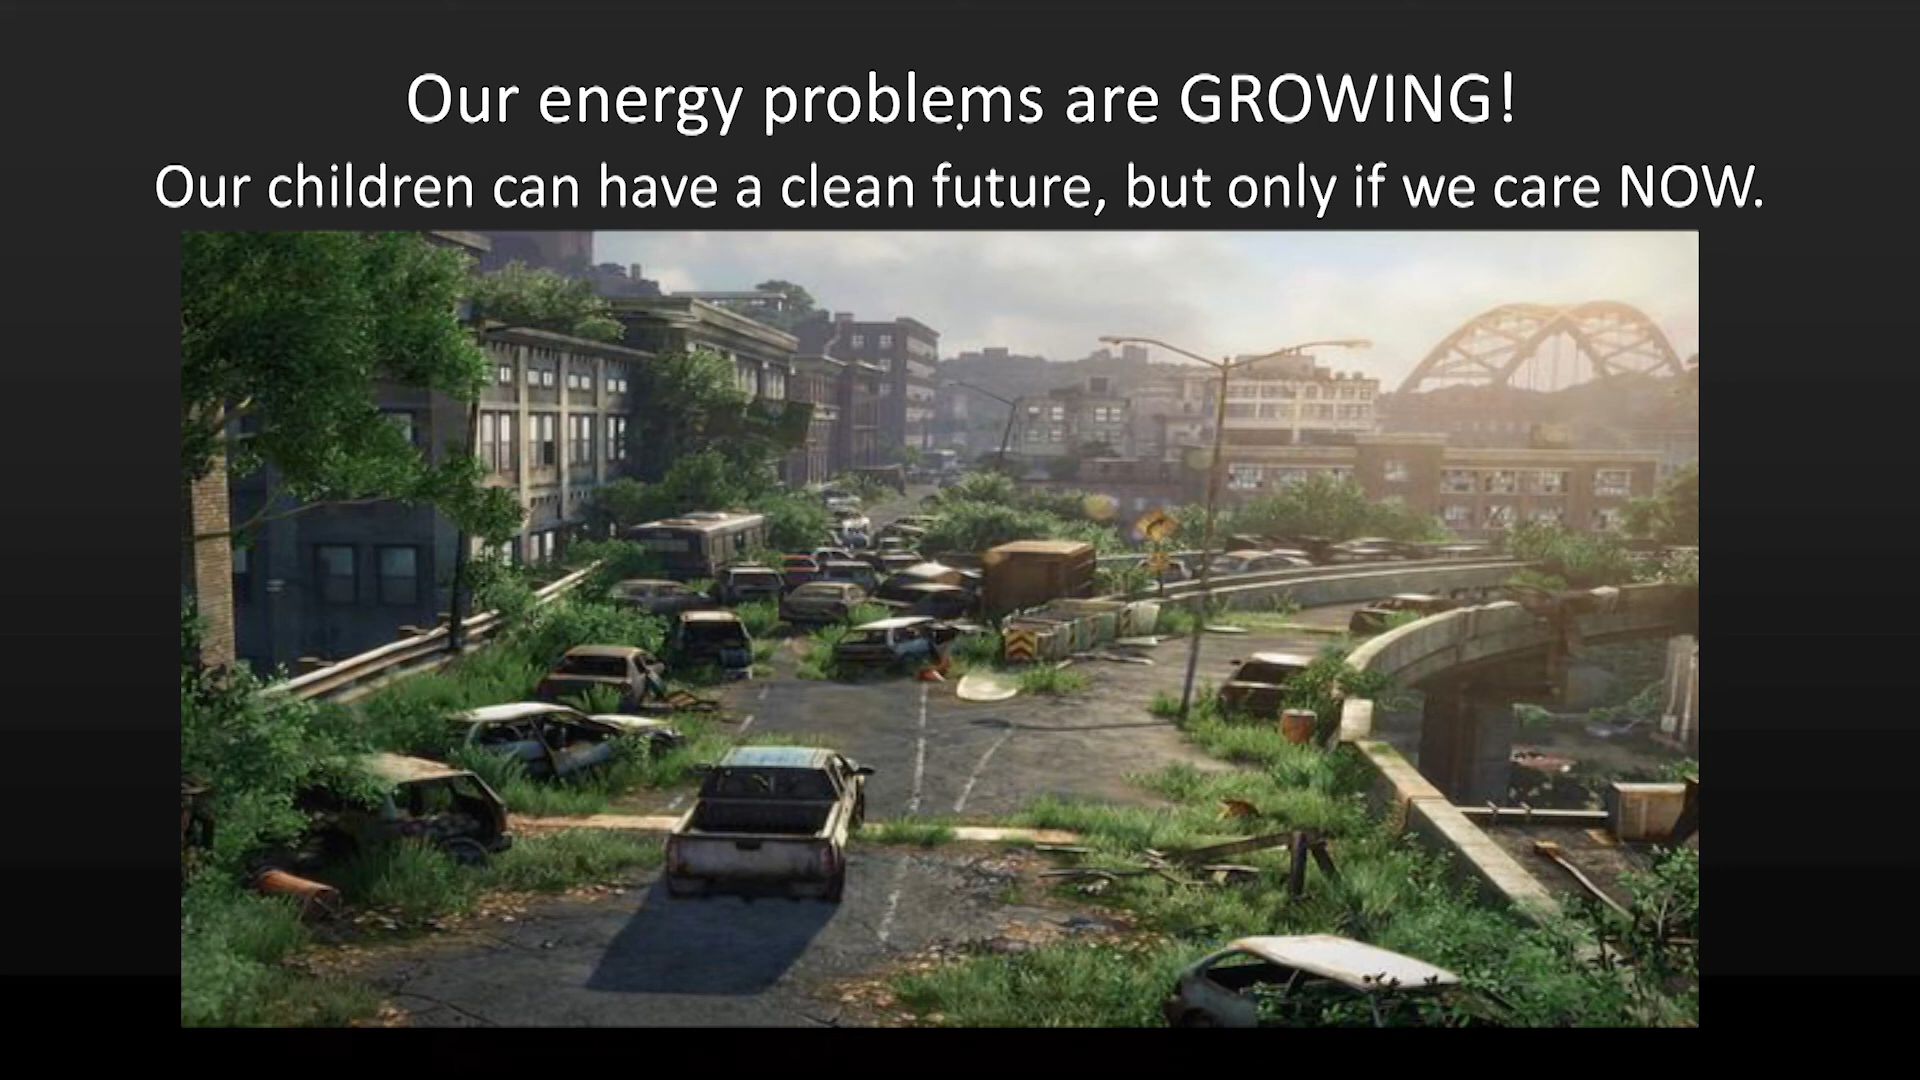 Our energy problems are GROWING!
Our children can have a clean future, but only if we care NOW.